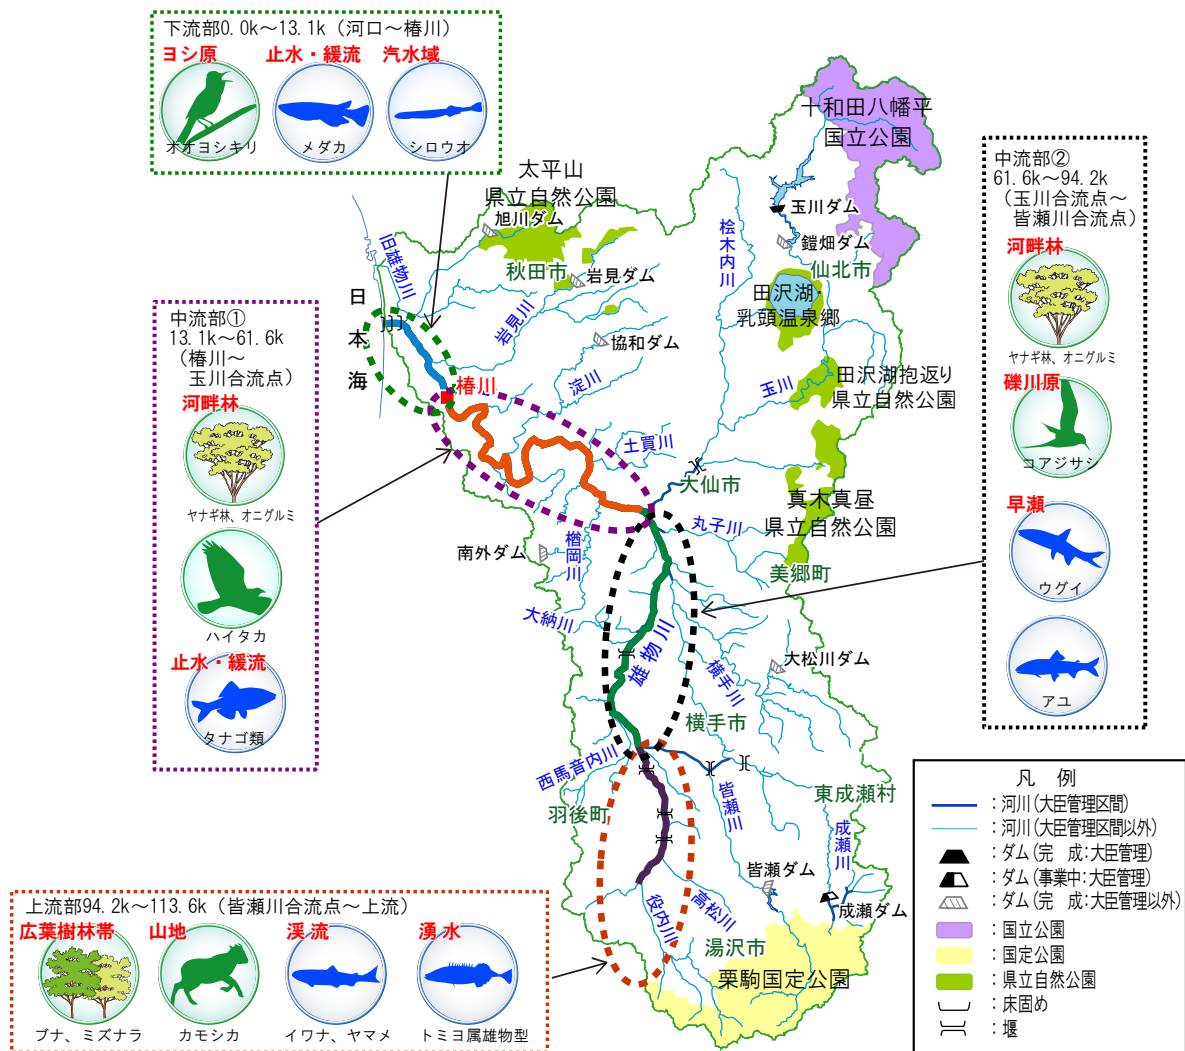 下流部0.0k～13.1k（河口～椿川）
ヨシ原
止水・緩流
汽水域
オオヨシキリ
メダカ
シロウオ
中流部①
13.1k～61.6k
（椿川～
玉川合流点）
河畔林
ヤナギ林、オニグルミ
ハイタカ
止水・緩流
タナゴ類
中流部②
61.6k～94.2k
（玉川合流点～
皆瀬川合流点）
河畔林
ヤナギ林、オニグルミ
礫川原
コアジサシ
早瀬
ウグイ
アユ
上流部94.2k～113.6k（皆瀬川合流点～上流）
広葉樹林帯
山地
渓流
湧水
ブナ、ミズナラ
カモシカ
イワナ、ヤマメ
トミヨ属雄物型
十和田八幡平
国立公園
太平山
県立自然公園
旭川ダム
玉川ダム
鎧畑ダム
仙北市
桧木内川
旧雄物川
秋田市
岩見ダム
田沢湖・
乳頭温泉郷
日本海
岩見川
協和ダム
淀川
玉川
田沢湖抱返り
県立自然公園
椿川
土買川
大仙市
真木真昼
県立自然公園
丸子川
南外ダム
楢岡川
美郷町
大納川
雄物川
横手川
大松川ダム
横手市
西馬音内川
羽後町
皆瀬川
東成瀬村
成瀬川
皆瀬ダム
成瀬ダム
役内川
高松川
湯沢市
栗駒国定公園
凡　例
：河川(大臣管理区間)
：河川(大臣管理区間以外)
：ダム(完　成:大臣管理)
：ダム(事業中:大臣管理)
：ダム(完　成:大臣管理以外)
：国立公園
：国定公園
：県立自然公園
：床固め
：堰